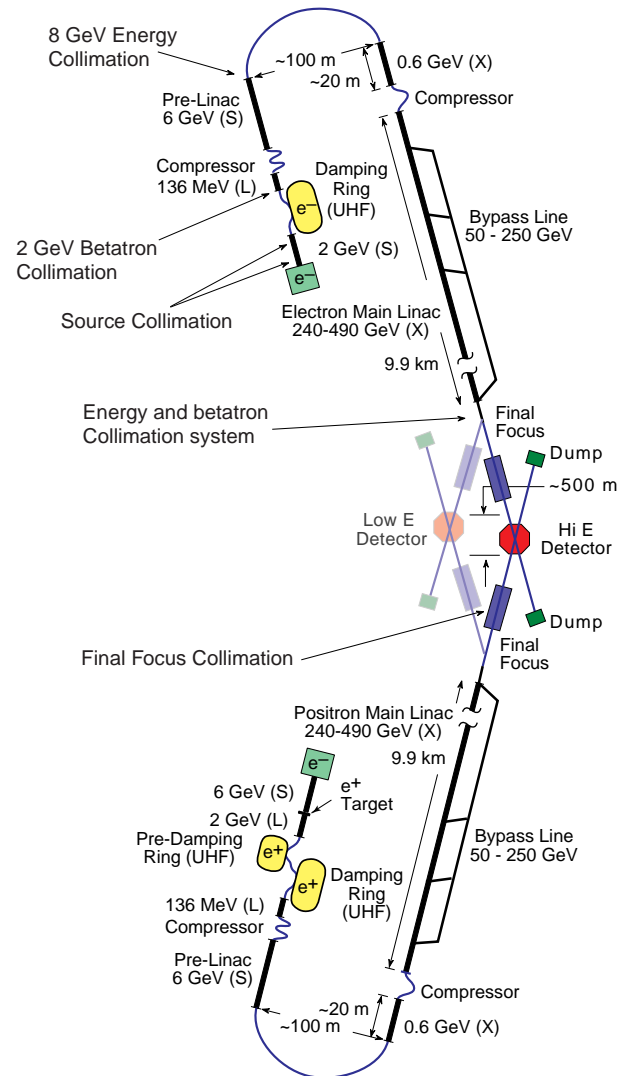 8 GeV Energy
Collimation
~100 m
~20 m
0.6 GeV (X)
Compressor
Pre-Linac
6 GeV (S)
Compressor
136 MeV (L)
Damping
Ring
(UHF)
e–
Bypass Line
50 - 250 GeV
2 GeV Betatron
Collimation
2 GeV (S)
e–
Source Collimation
Electron Main Linac
240-490 GeV (X)
9.9 km
Energy and betatron
Collimation system
Final
Focus
Dump
~500 m
Low E
Detector
Hi E
Detector
Dump
Final Focus Collimation
Final
Focus
Positron Main Linac
240-490 GeV (X)
9.9 km
e–
6 GeV (S)
e+
Target
2 GeV (L)
Pre-Damping
Ring (UHF)
e+
e+
Damping
Ring
(UHF)
Bypass Line
50 - 250 GeV
136 MeV (L)
Compressor
Pre-Linac
6 GeV (S)
Compressor
~20 m
~100 m
0.6 GeV (X)